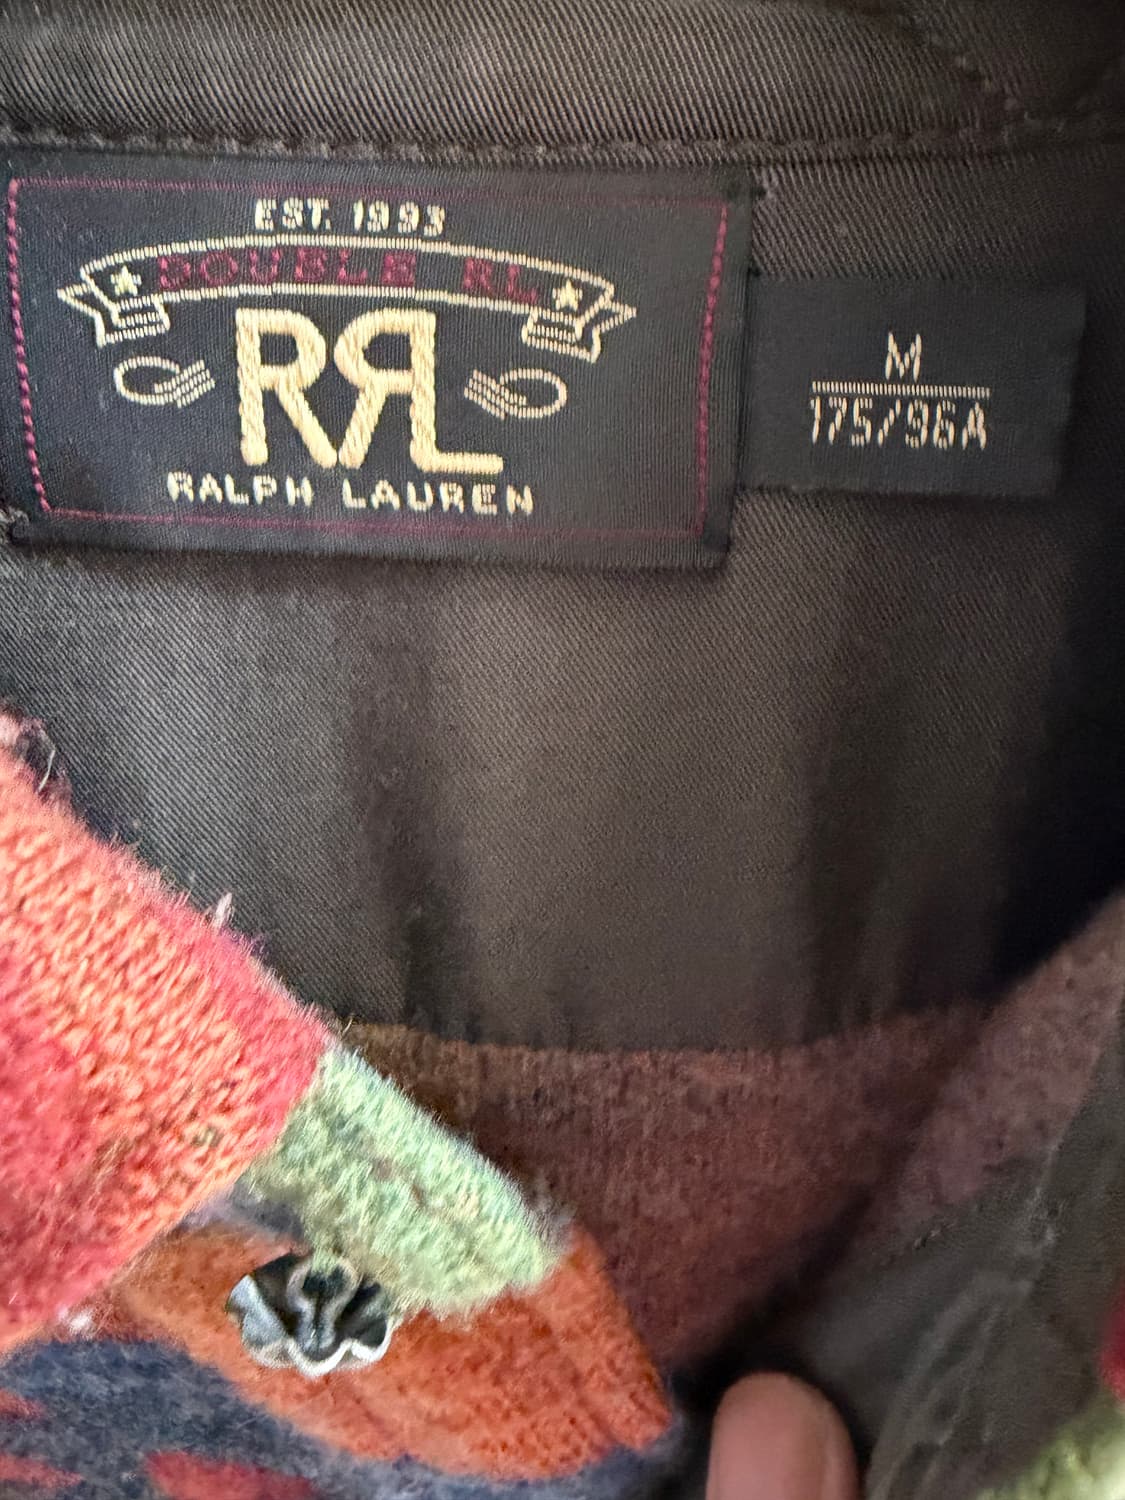 EST. 1993
DOUBLE RL
RRL
RALPH LAUREN
M
175/96A